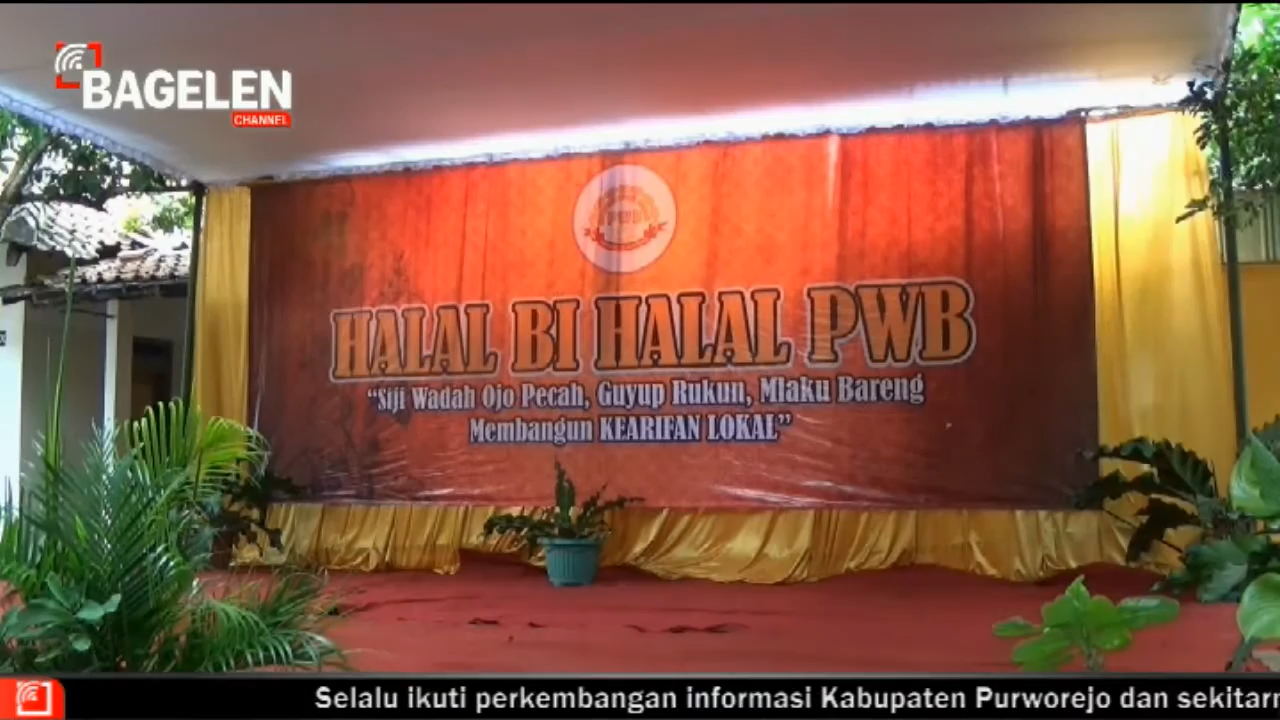 BAGELEN
CHANNEL
HALAL BI HALAL PWB
“Siji Wadah Ojo Pecah, Guyup Rukun, Mlaku Bareng
Membangun KEARIFAN LOKAL”
Selalu ikuti perkembangan informasi Kabupaten Purworejo dan sekitarn